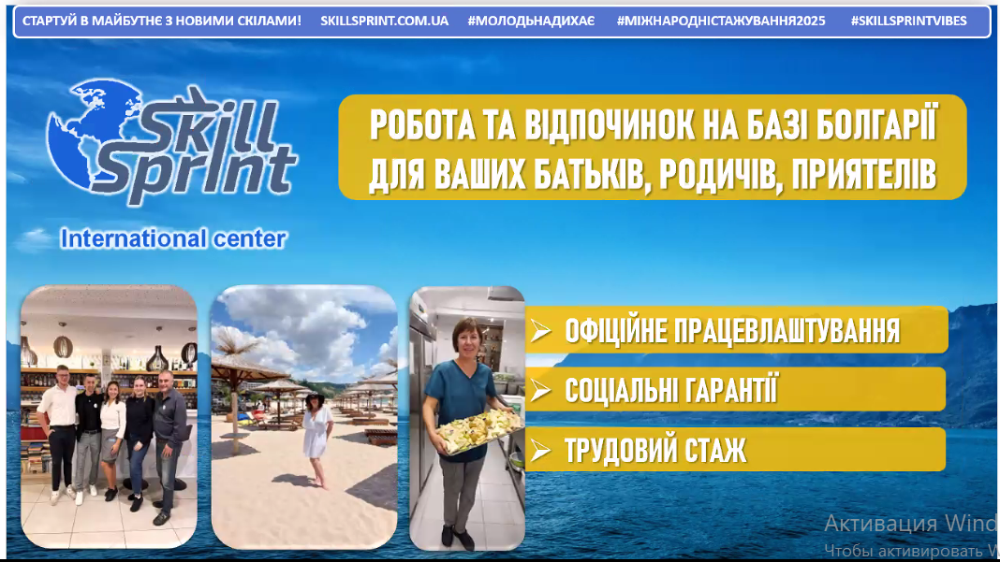 СТАРТУЙ В МАЙБУТНЄ З НОВИМИ СКІЛАМИ! SKILLSPRINT.COM.UA #МОЛОДЬНАДИХАЄ #МІЖНАРОДНІСТАЖУВАННЯ2025 #SKILLSPRINTVIBES
Skill
Sprint
International center
РОБОТА ТА ВІДПОЧИНОК НА БАЗІ БОЛГАРІЇ
ДЛЯ ВАШИХ БАТЬКІВ, РОДИЧІВ, ПРИЯТЕЛІВ
ОФІЦІЙНЕ ПРАЦЕВЛАШТУВАННЯ
СОЦІАЛЬНІ ГАРАНТІЇ
ТРУДОВИЙ СТАЖ
Активация Wind
Чтобы активировать W